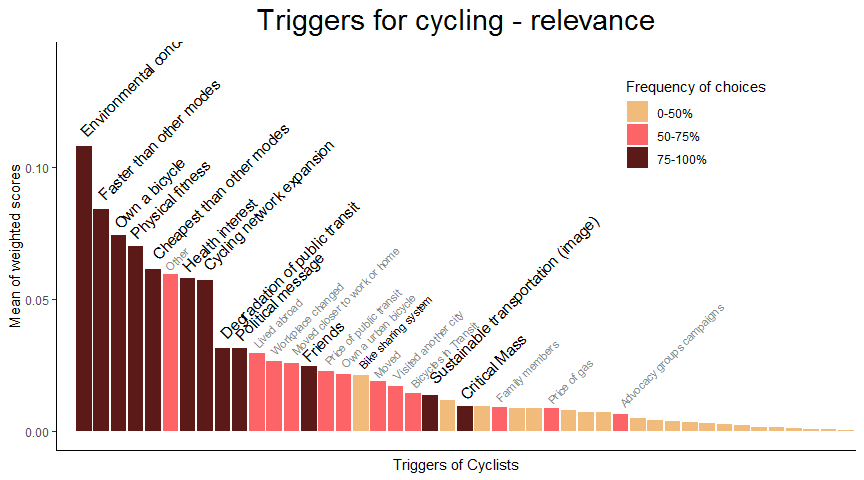 Triggers for cycling - relevance
Frequency of choices
0-50%
50-75%
75-100%
Mean of weighted scores
0.10
0.05
0.00
Environmental conc
Faster than other modes
Own a bicycle
Physical fitness
Cheapest than other modes
Other
Health interest
Cycling network expansion
Degradation of public transit
Political message
Lived abroad
Workplace changed
Moved closer to work or home
Friends
Price of public transit
Own a urban bicycle
Bike sharing system
Moved
Visited another city
Bicycles in Transit
Sustainable transportation (image)
Critical Mass
Family members
Price of gas
Advocacy groups campaigns
Triggers of Cyclists